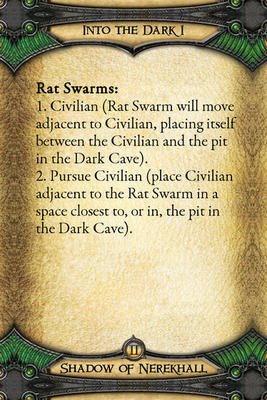 Into the Dark I
Rat Swarms:
1. Civilian (Rat Swarm will move
adjacent to Civilian, placing itself
between the Civilian and the pit
in the Dark Cave).
2. Pursue Civilian (place Civilian
adjacent to the Rat Swarm in a
space closest to, or in, the pit in
the Dark Cave).
II
Shadow of Nerekhall